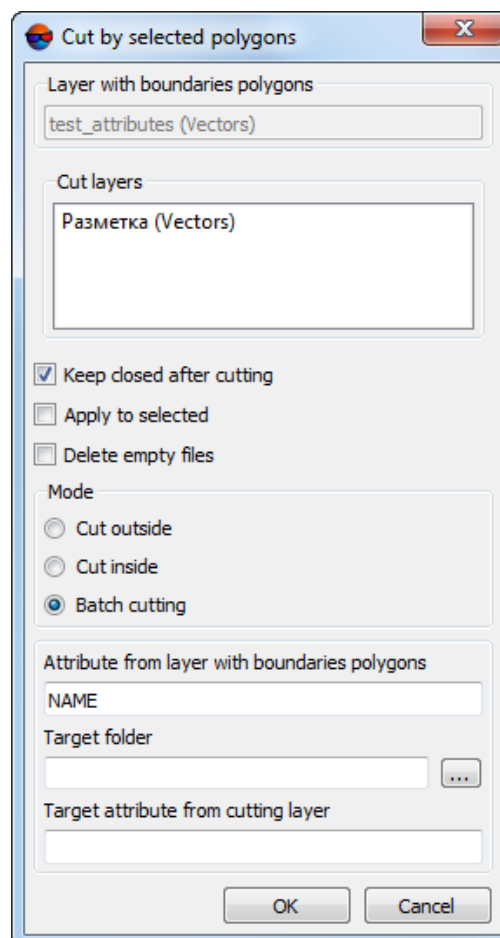 Cut by selected polygons
Layer with boundaries polygons
test_attributes (Vectors)
Cut layers
Разметка (Vectors)
Keep closed after cutting
Apply to selected
Delete empty files
Mode
Cut outside
Cut inside
Batch cutting
Attribute from layer with boundaries polygons
NAME
Target folder
...
Target attribute from cutting layer
OK Cancel